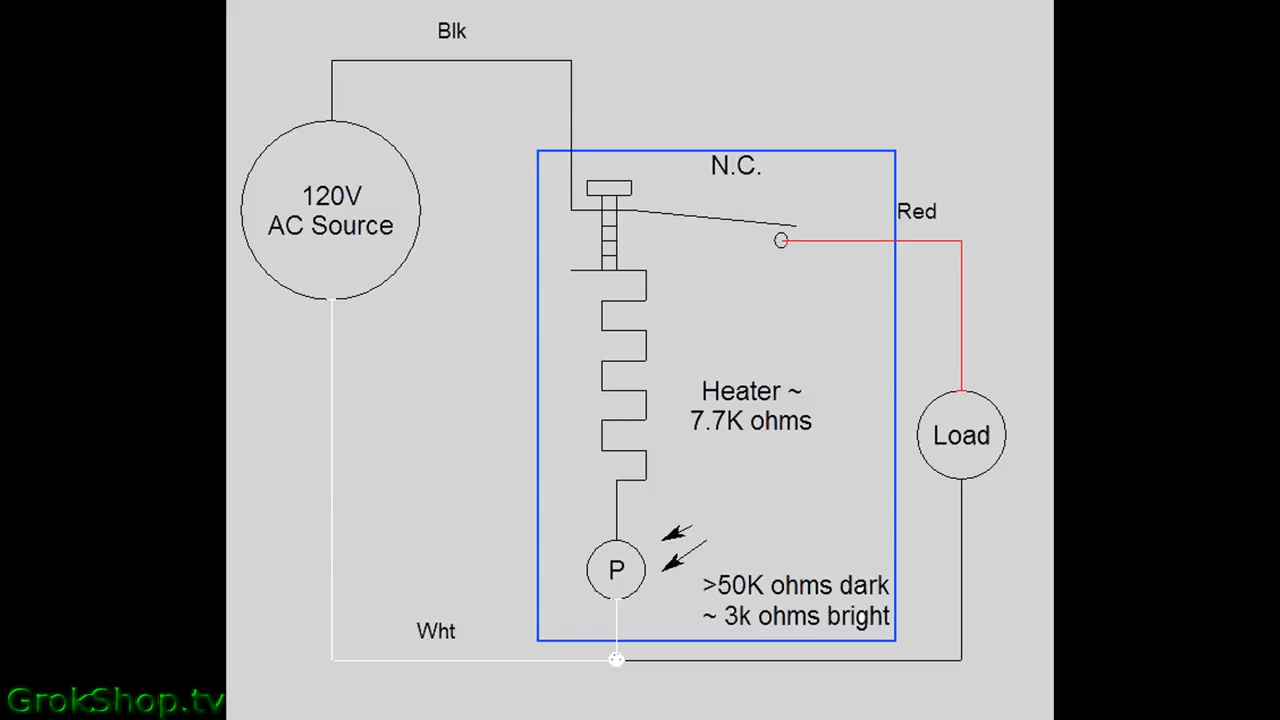 Blk
120V
AC Source
N.C.
Red
Heater ~
7.7K ohms
Load
P
>50K ohms dark
~ 3k ohms bright
Wht
GrokShop.tv